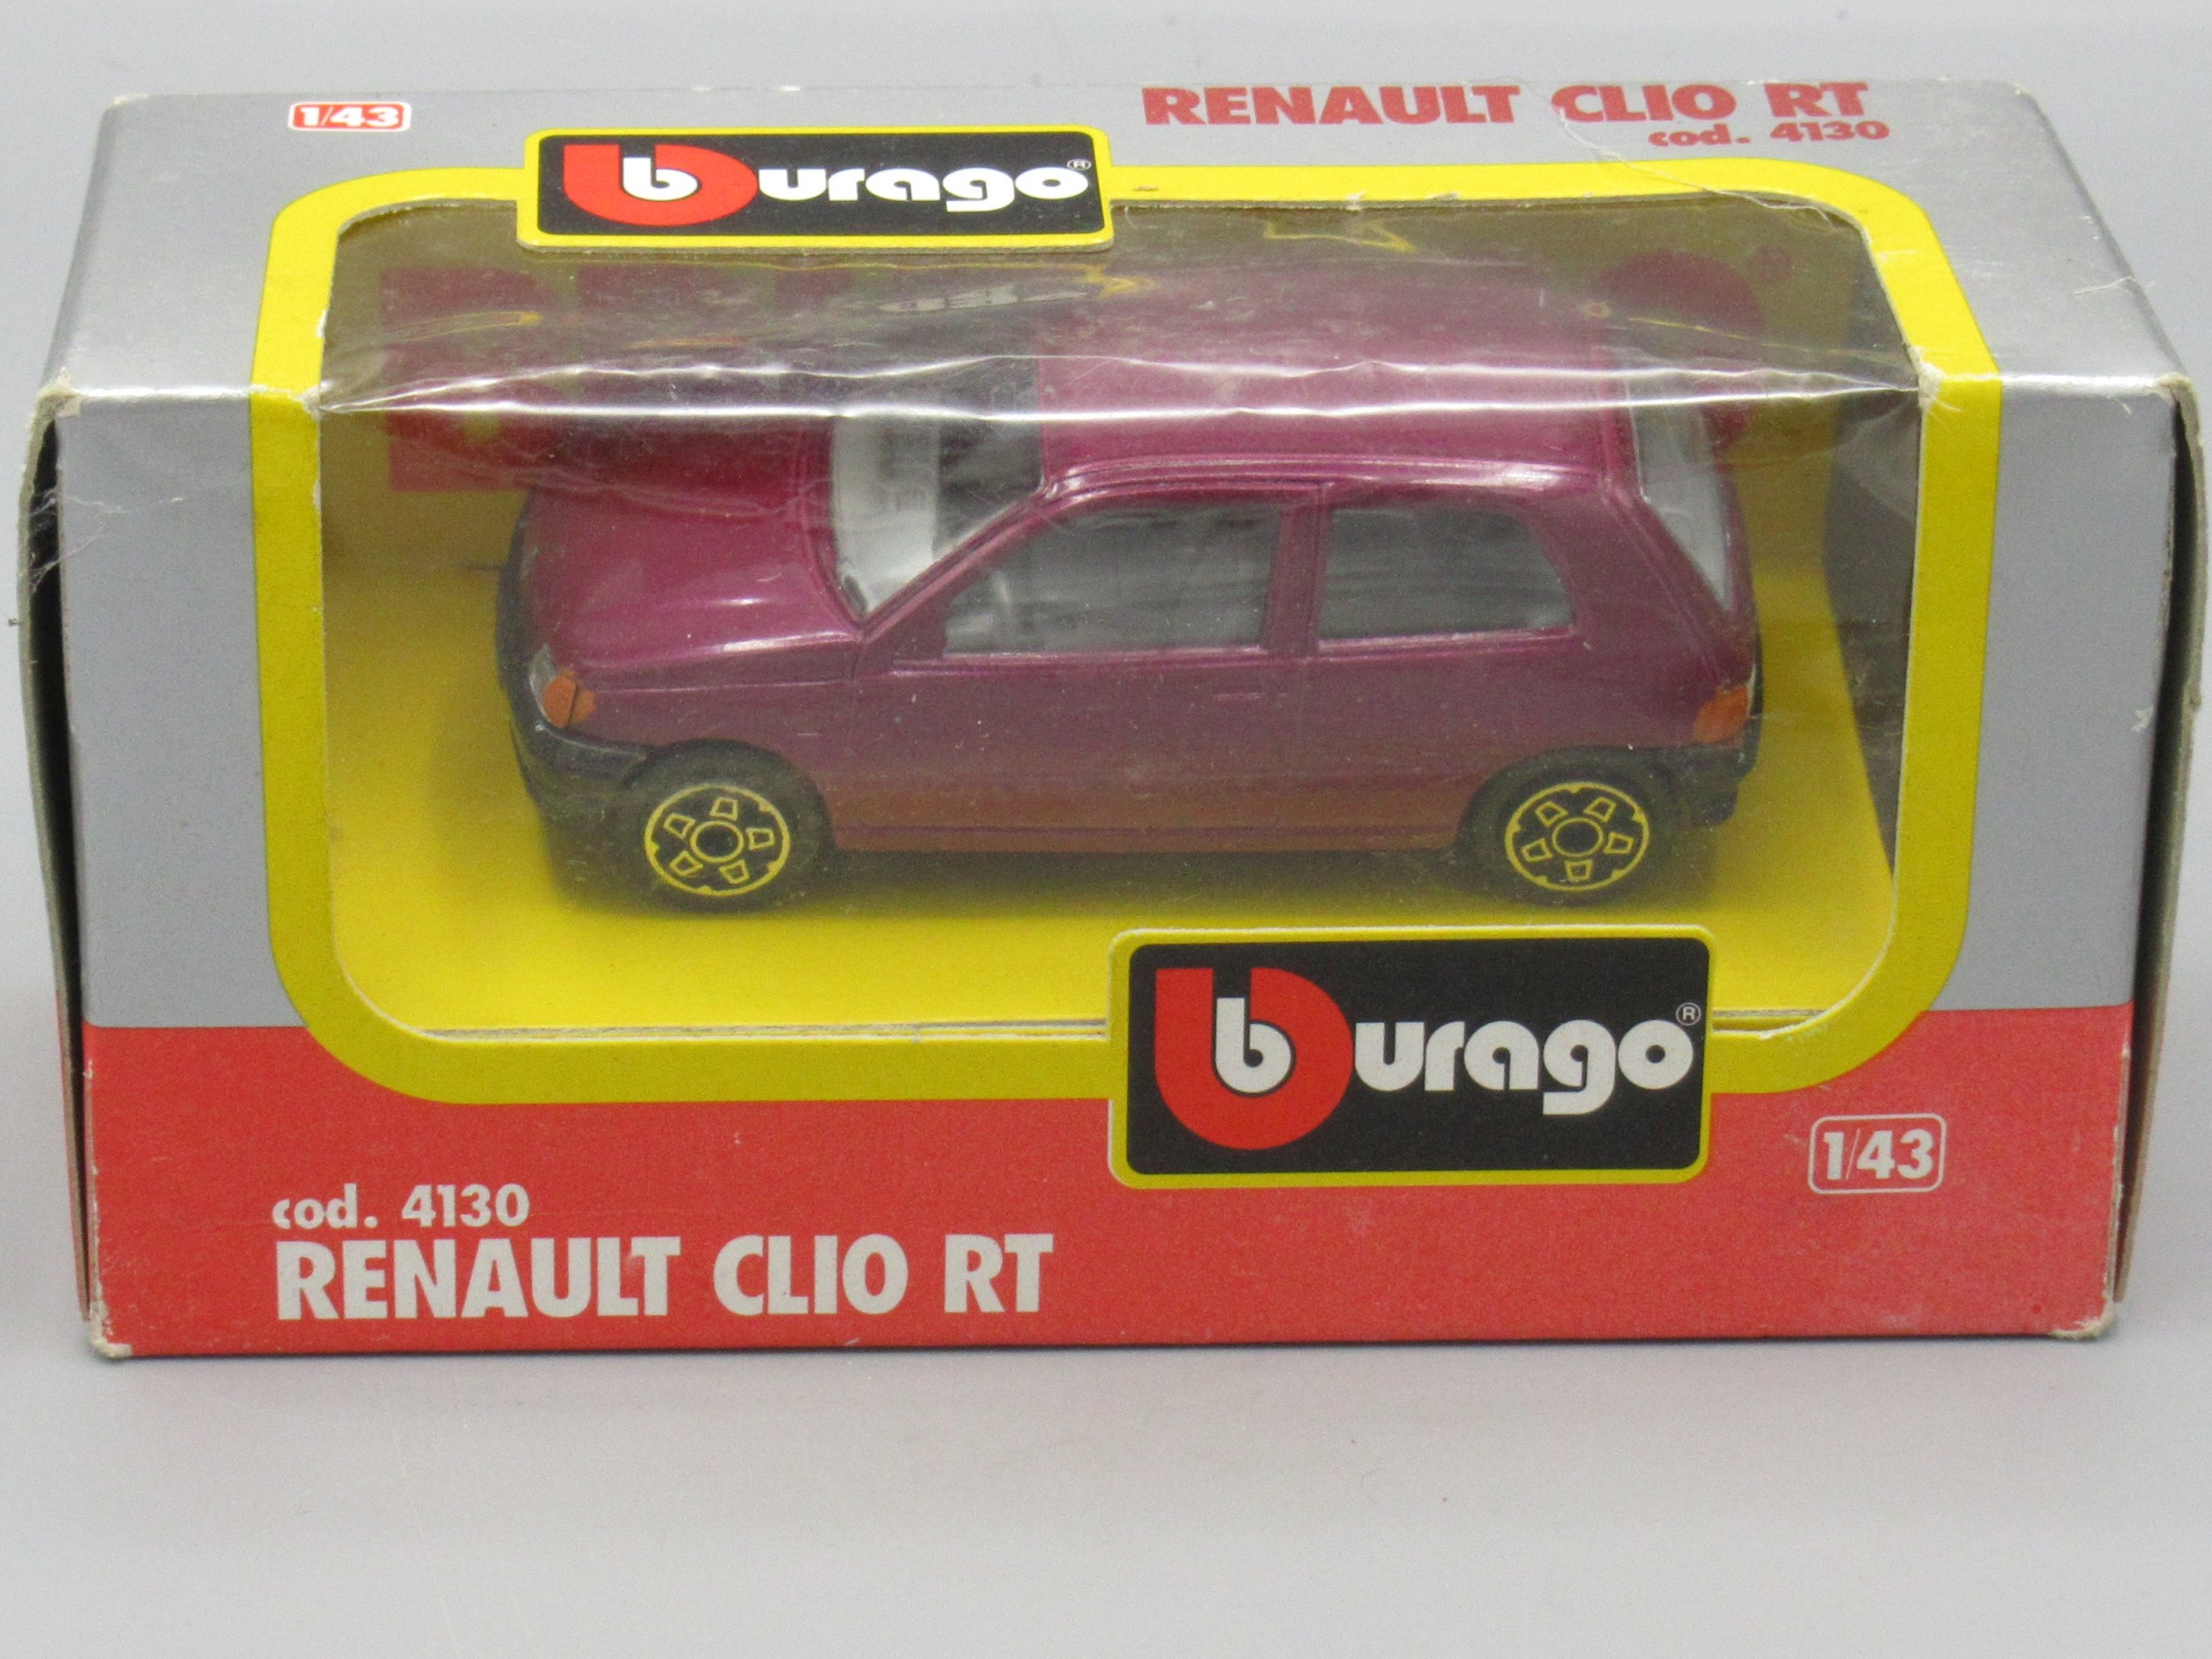 1/43
RENAULT CLIO RT
cod. 4130
burago®
burago®
1/43
cod. 4130
RENAULT CLIO RT